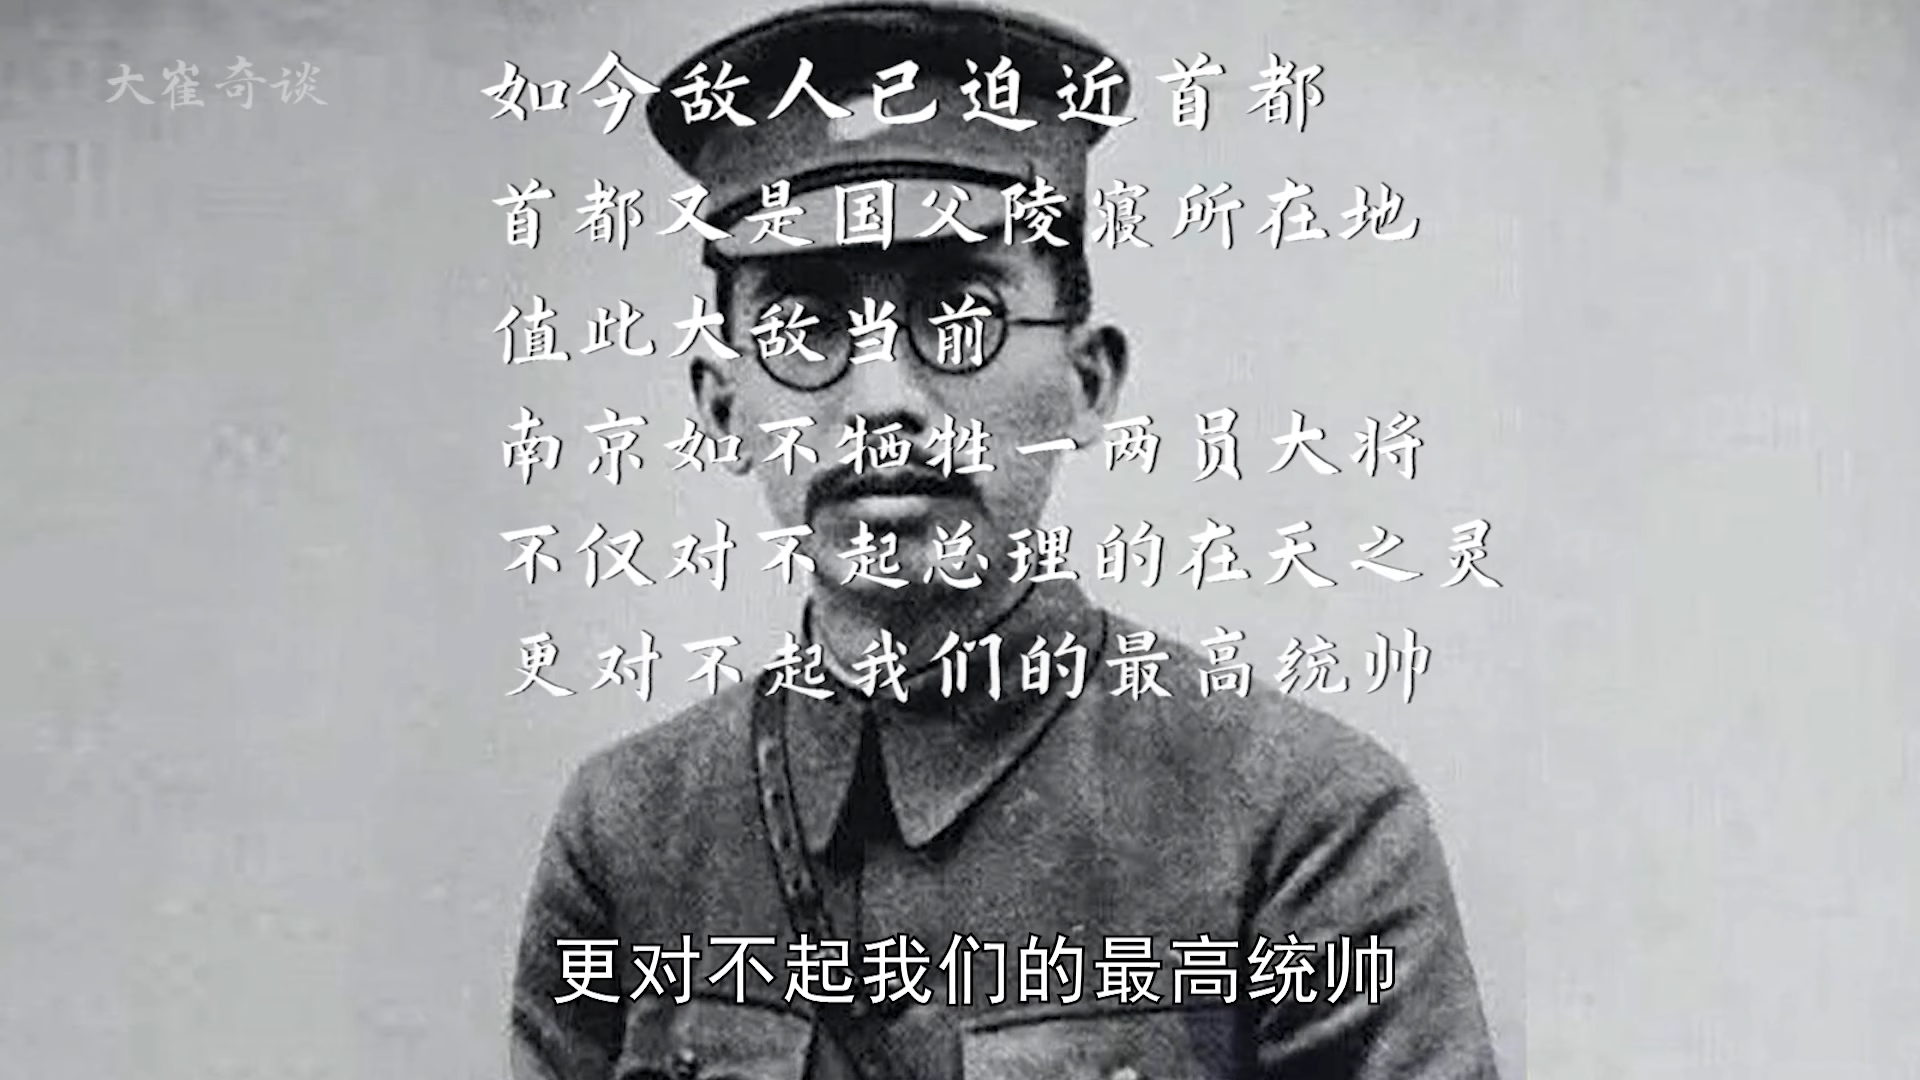 大崔奇谈
如今敌人已迫近首都
首都又是国父陵寝所在地
值此大敌当前
南京如不牺牲一两员大将
不仅对不起总理的在天之灵
更对不起我们的最高统帅
更对不起我们的最高统帅